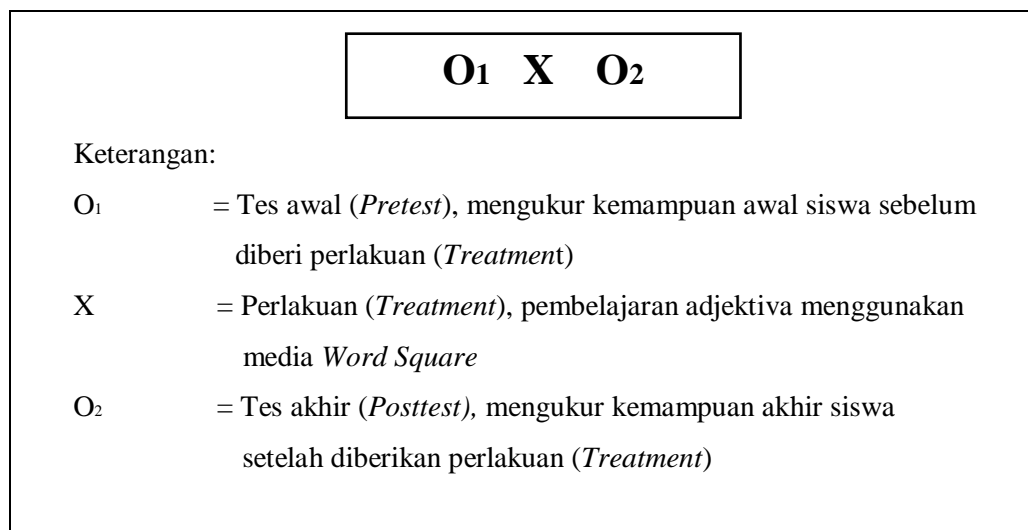 O1 X O2
Keterangan:
O1 = Tes awal (Pretest), mengukur kemampuan awal siswa sebelum
diberi perlakuan (Treatment)
X = Perlakuan (Treatment), pembelajaran adjektiva menggunakan
media Word Square
O2 = Tes akhir (Posttest), mengukur kemampuan akhir siswa
setelah diberikan perlakuan (Treatment)